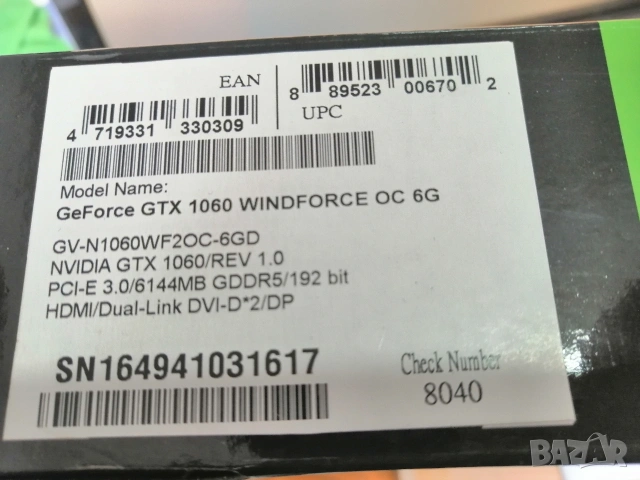 EAN
4 719331 330309
8 89523 00670 2
UPC
Model Name:
GeForce GTX 1060 WINDFORCE OC 6G
GV-N1060WF2OC-6GD
NVIDIA GTX 1060/REV 1.0
PCI-E 3.0/6144MB GDDR5/192 bit
HDMI/Dual-Link DVI-D*2/DP
SN164941031617
Check Number
8040
BAZAR